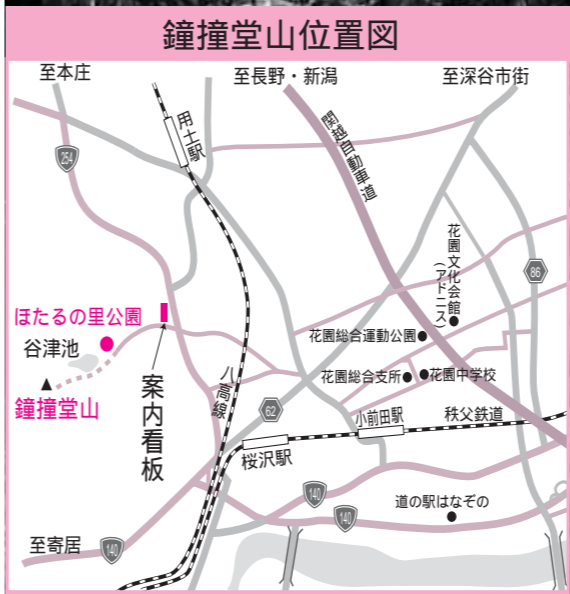 鐘撞堂山位置図
至本庄
至長野・新潟
至深谷市街
用土駅
関越自動車道
254
花園文化会館
(アドニス)
86
ほたるの里公園
谷津池
鐘撞堂山
案内看板
八高線
花園総合運動公園
花園総合支所
花園中学校
62
小前田駅
秩父鉄道
桜沢駅
140
140
道の駅はなぞの
至寄居
140